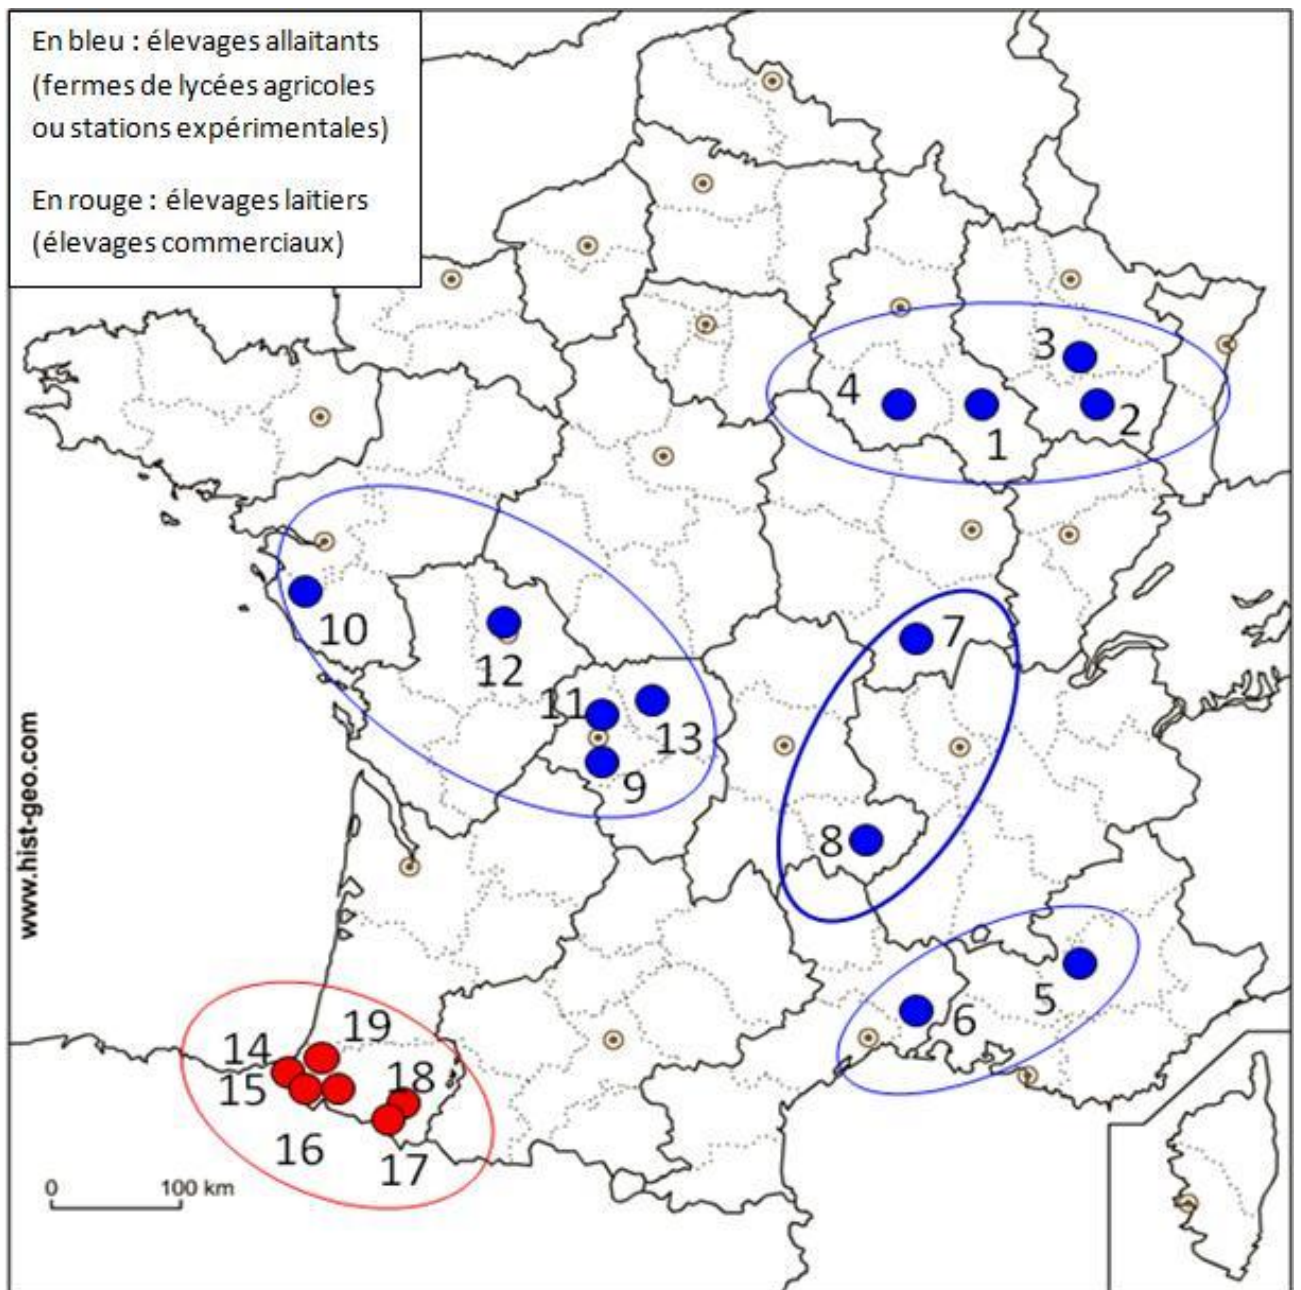 En bleu : élevages allaitants
(fermes de lycées agricoles
ou stations expérimentales)
En rouge : élevages laitiers
(élevages commerciaux)
3
4
1
2
10
12
7
11
13
9
8
www.hist-geo.com
5
6
14
19
15
18
16
17
0 100 km